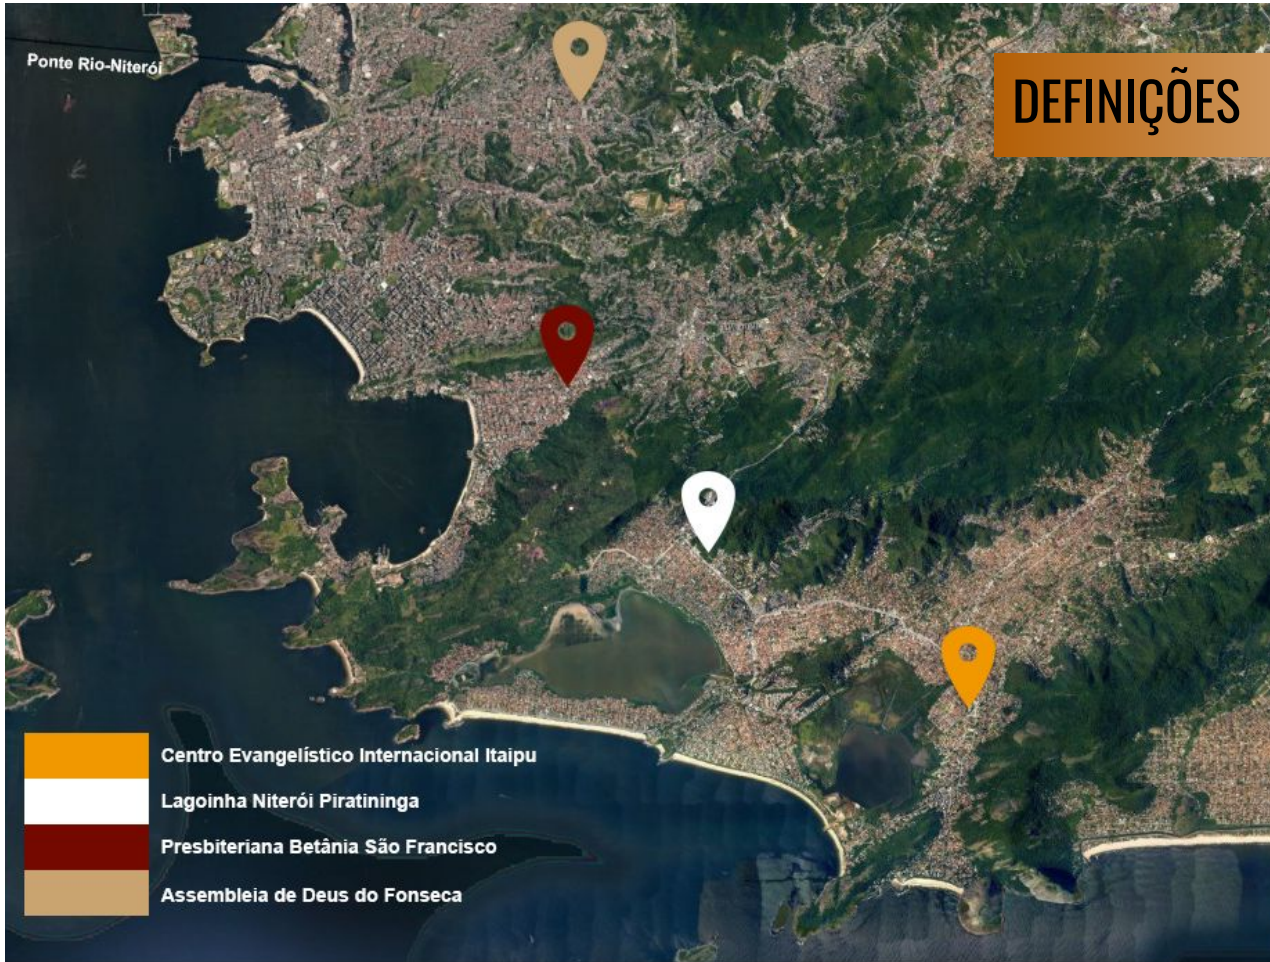 Ponte Rio-Niterói
DEFINIÇÕES
Centro Evangelístico Internacional Itaipu
Lagoinha Niterói Piratininga
Presbiteriana Betânia São Francisco
Assembleia de Deus do Fonseca